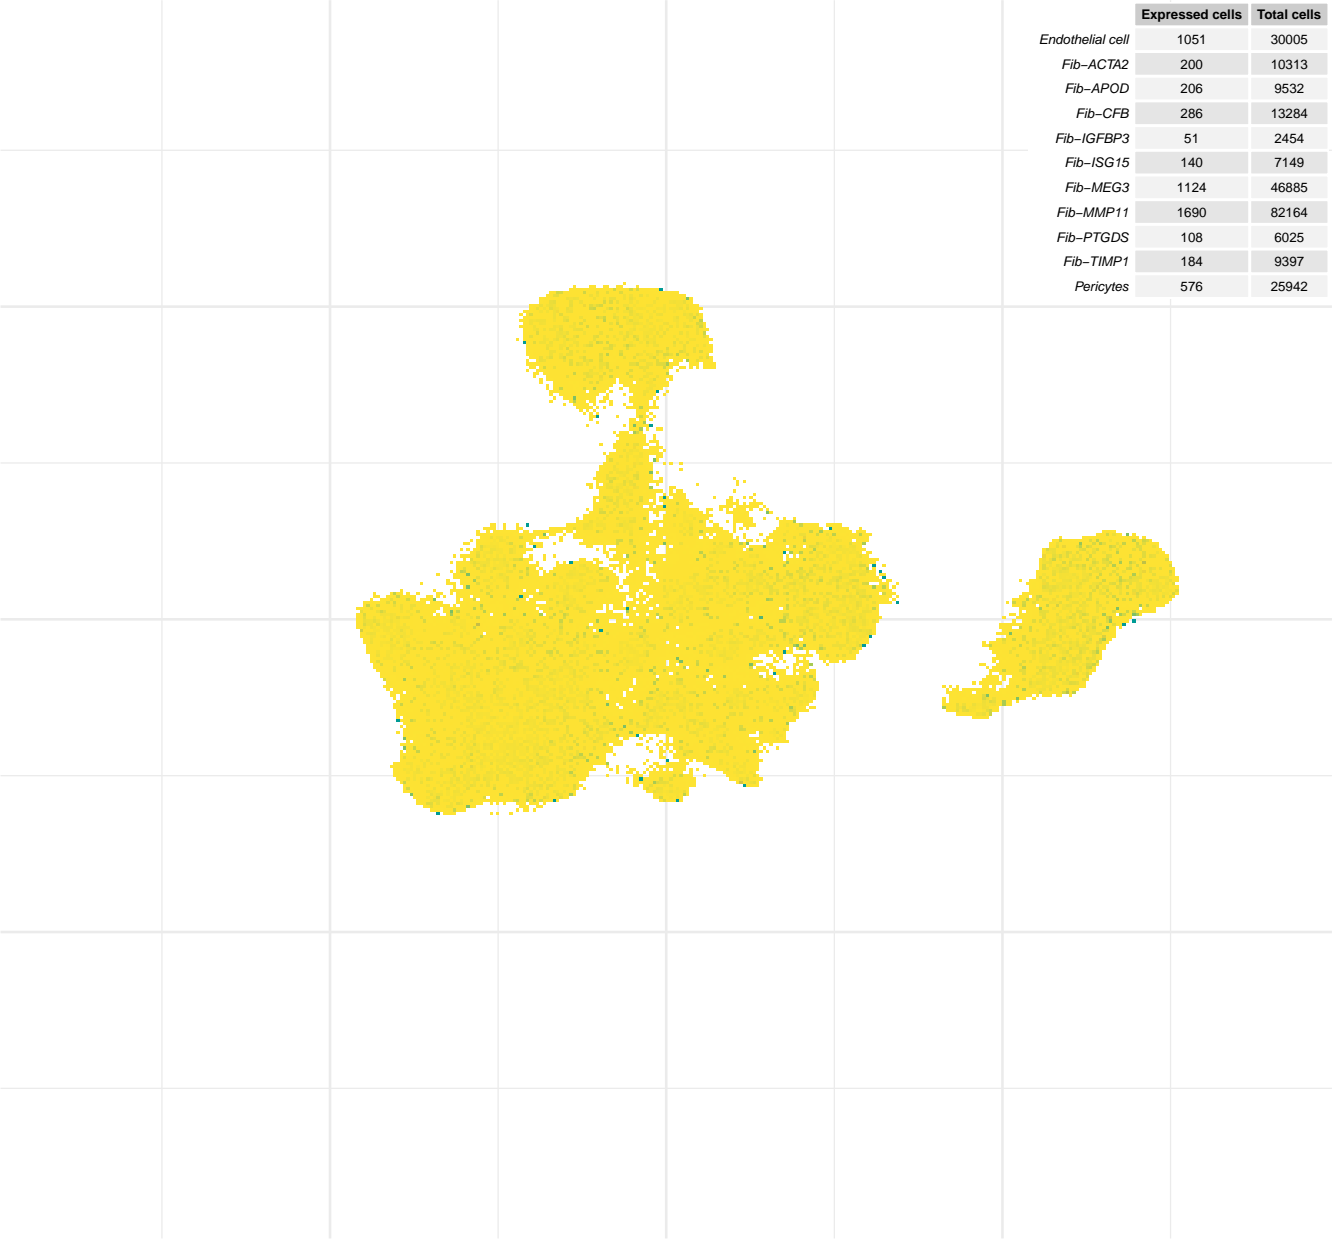 Expressed cells Total cells
Endothelial cell 1051 30005
Fib−ACTA2 200 10313
Fib−APOD 206 9532
Fib−CFB 286 13284
Fib−IGFBP3 51 2454
Fib−ISG15 140 7149
Fib−MEG3 1124 46885
Fib−MMP11 1690 82164
Fib−PTGDS 108 6025
Fib−TIMP1 184 9397
Pericytes 576 25942